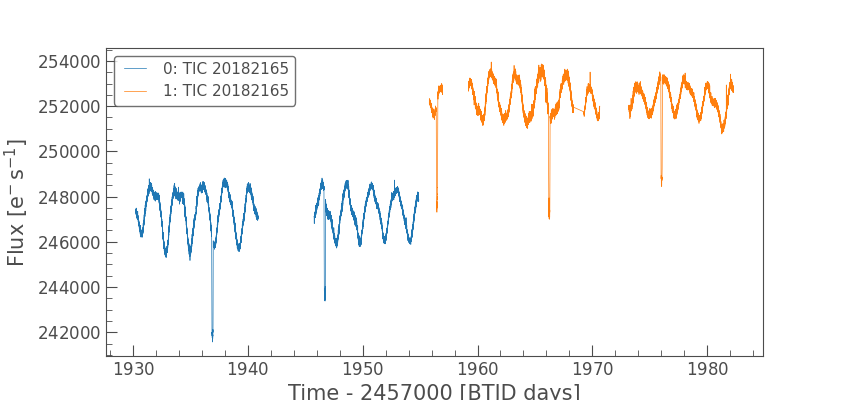 254000
252000
250000
248000
246000
244000
242000
Flux [e⁻ s⁻¹]
0: TIC 20182165
1: TIC 20182165
1930 1940 1950 1960 1970 1980
Time - 2457000 [BTJD days]